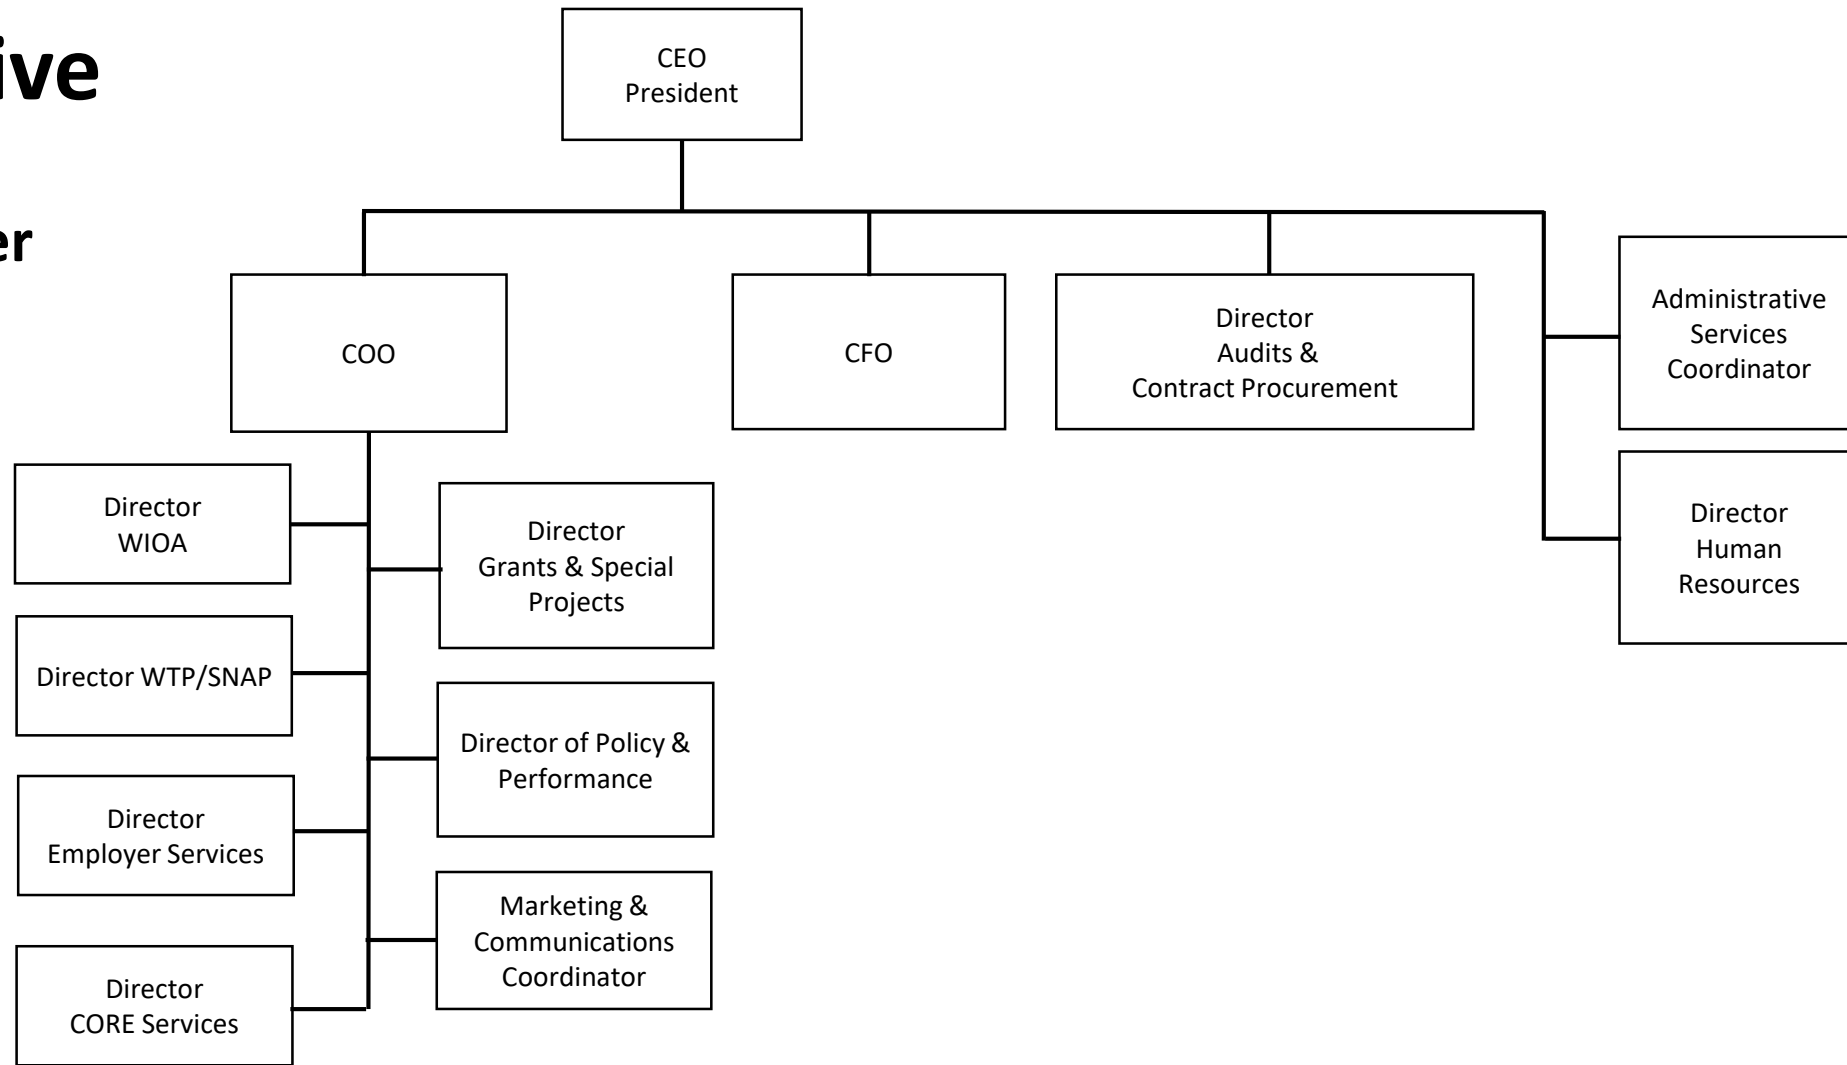 ive
er
CEO
President
COO
CFO
Director
Audits &
Contract Procurement
Administrative
Services
Coordinator
Director
Human
Resources
Director
WIOA
Director WTP/SNAP
Director
Employer Services
Director
CORE Services
Director
Grants & Special
Projects
Director of Policy &
Performance
Marketing &
Communications
Coordinator